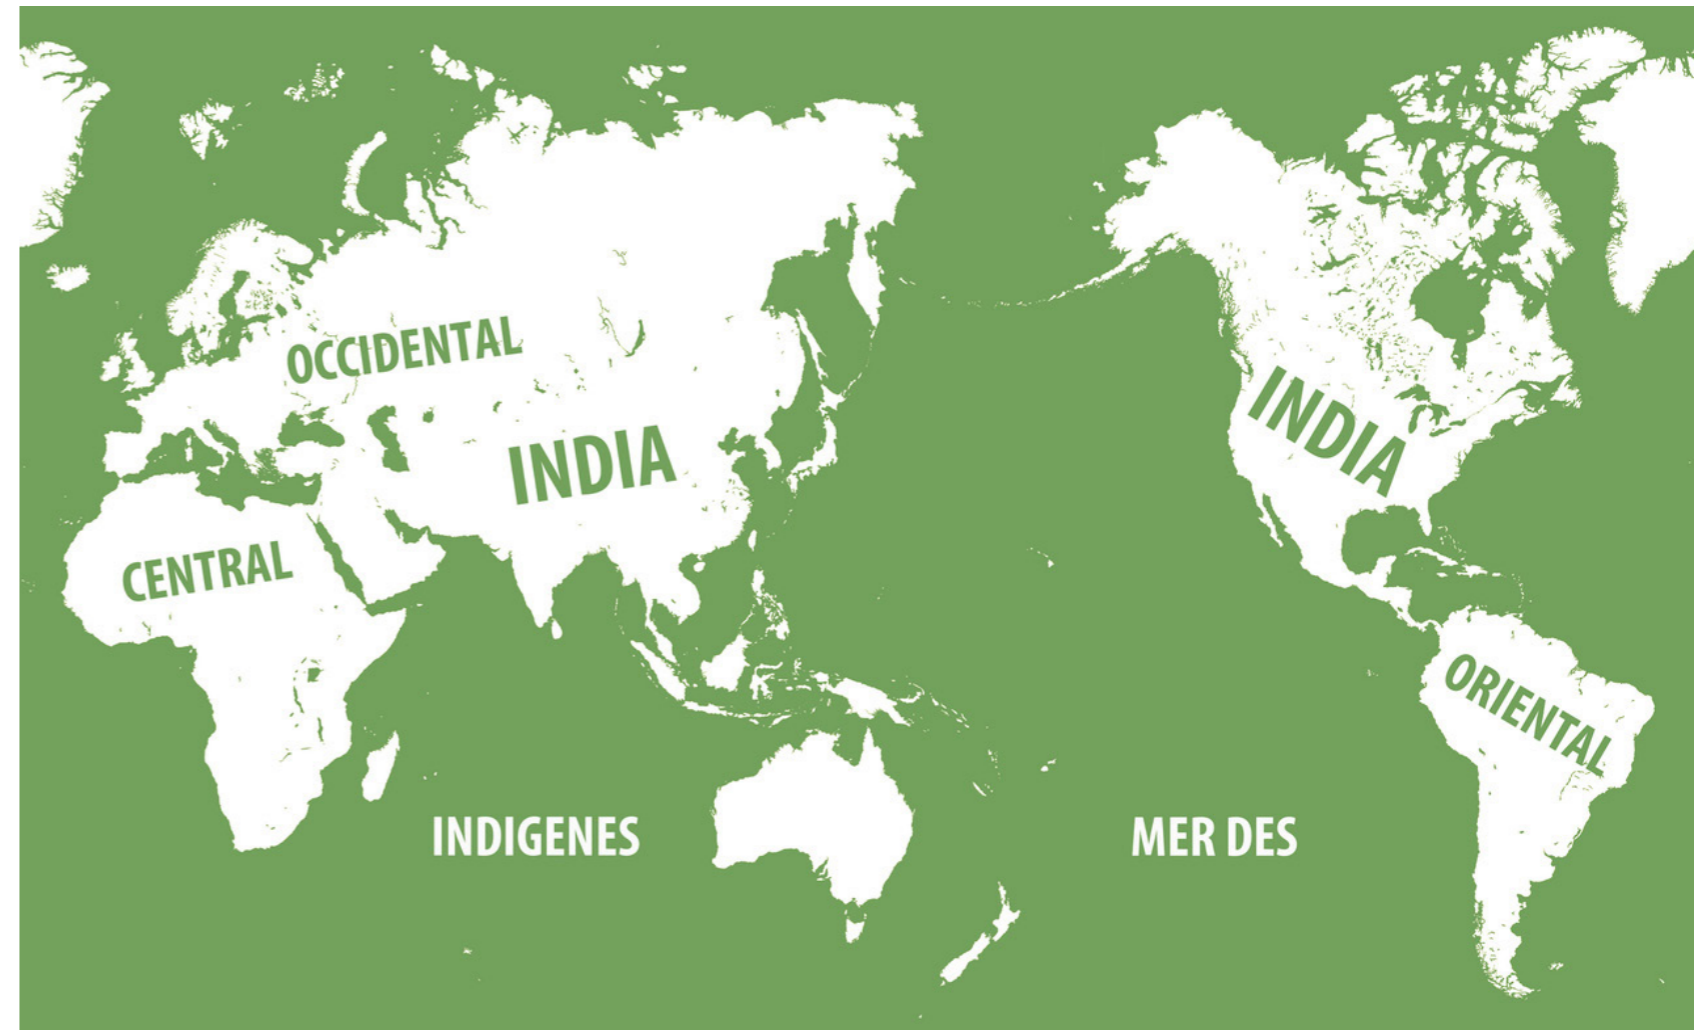 OCCIDENTAL
INDIA
CENTRAL
INDIA
ORIENTAL
INDIGENES
MER DES